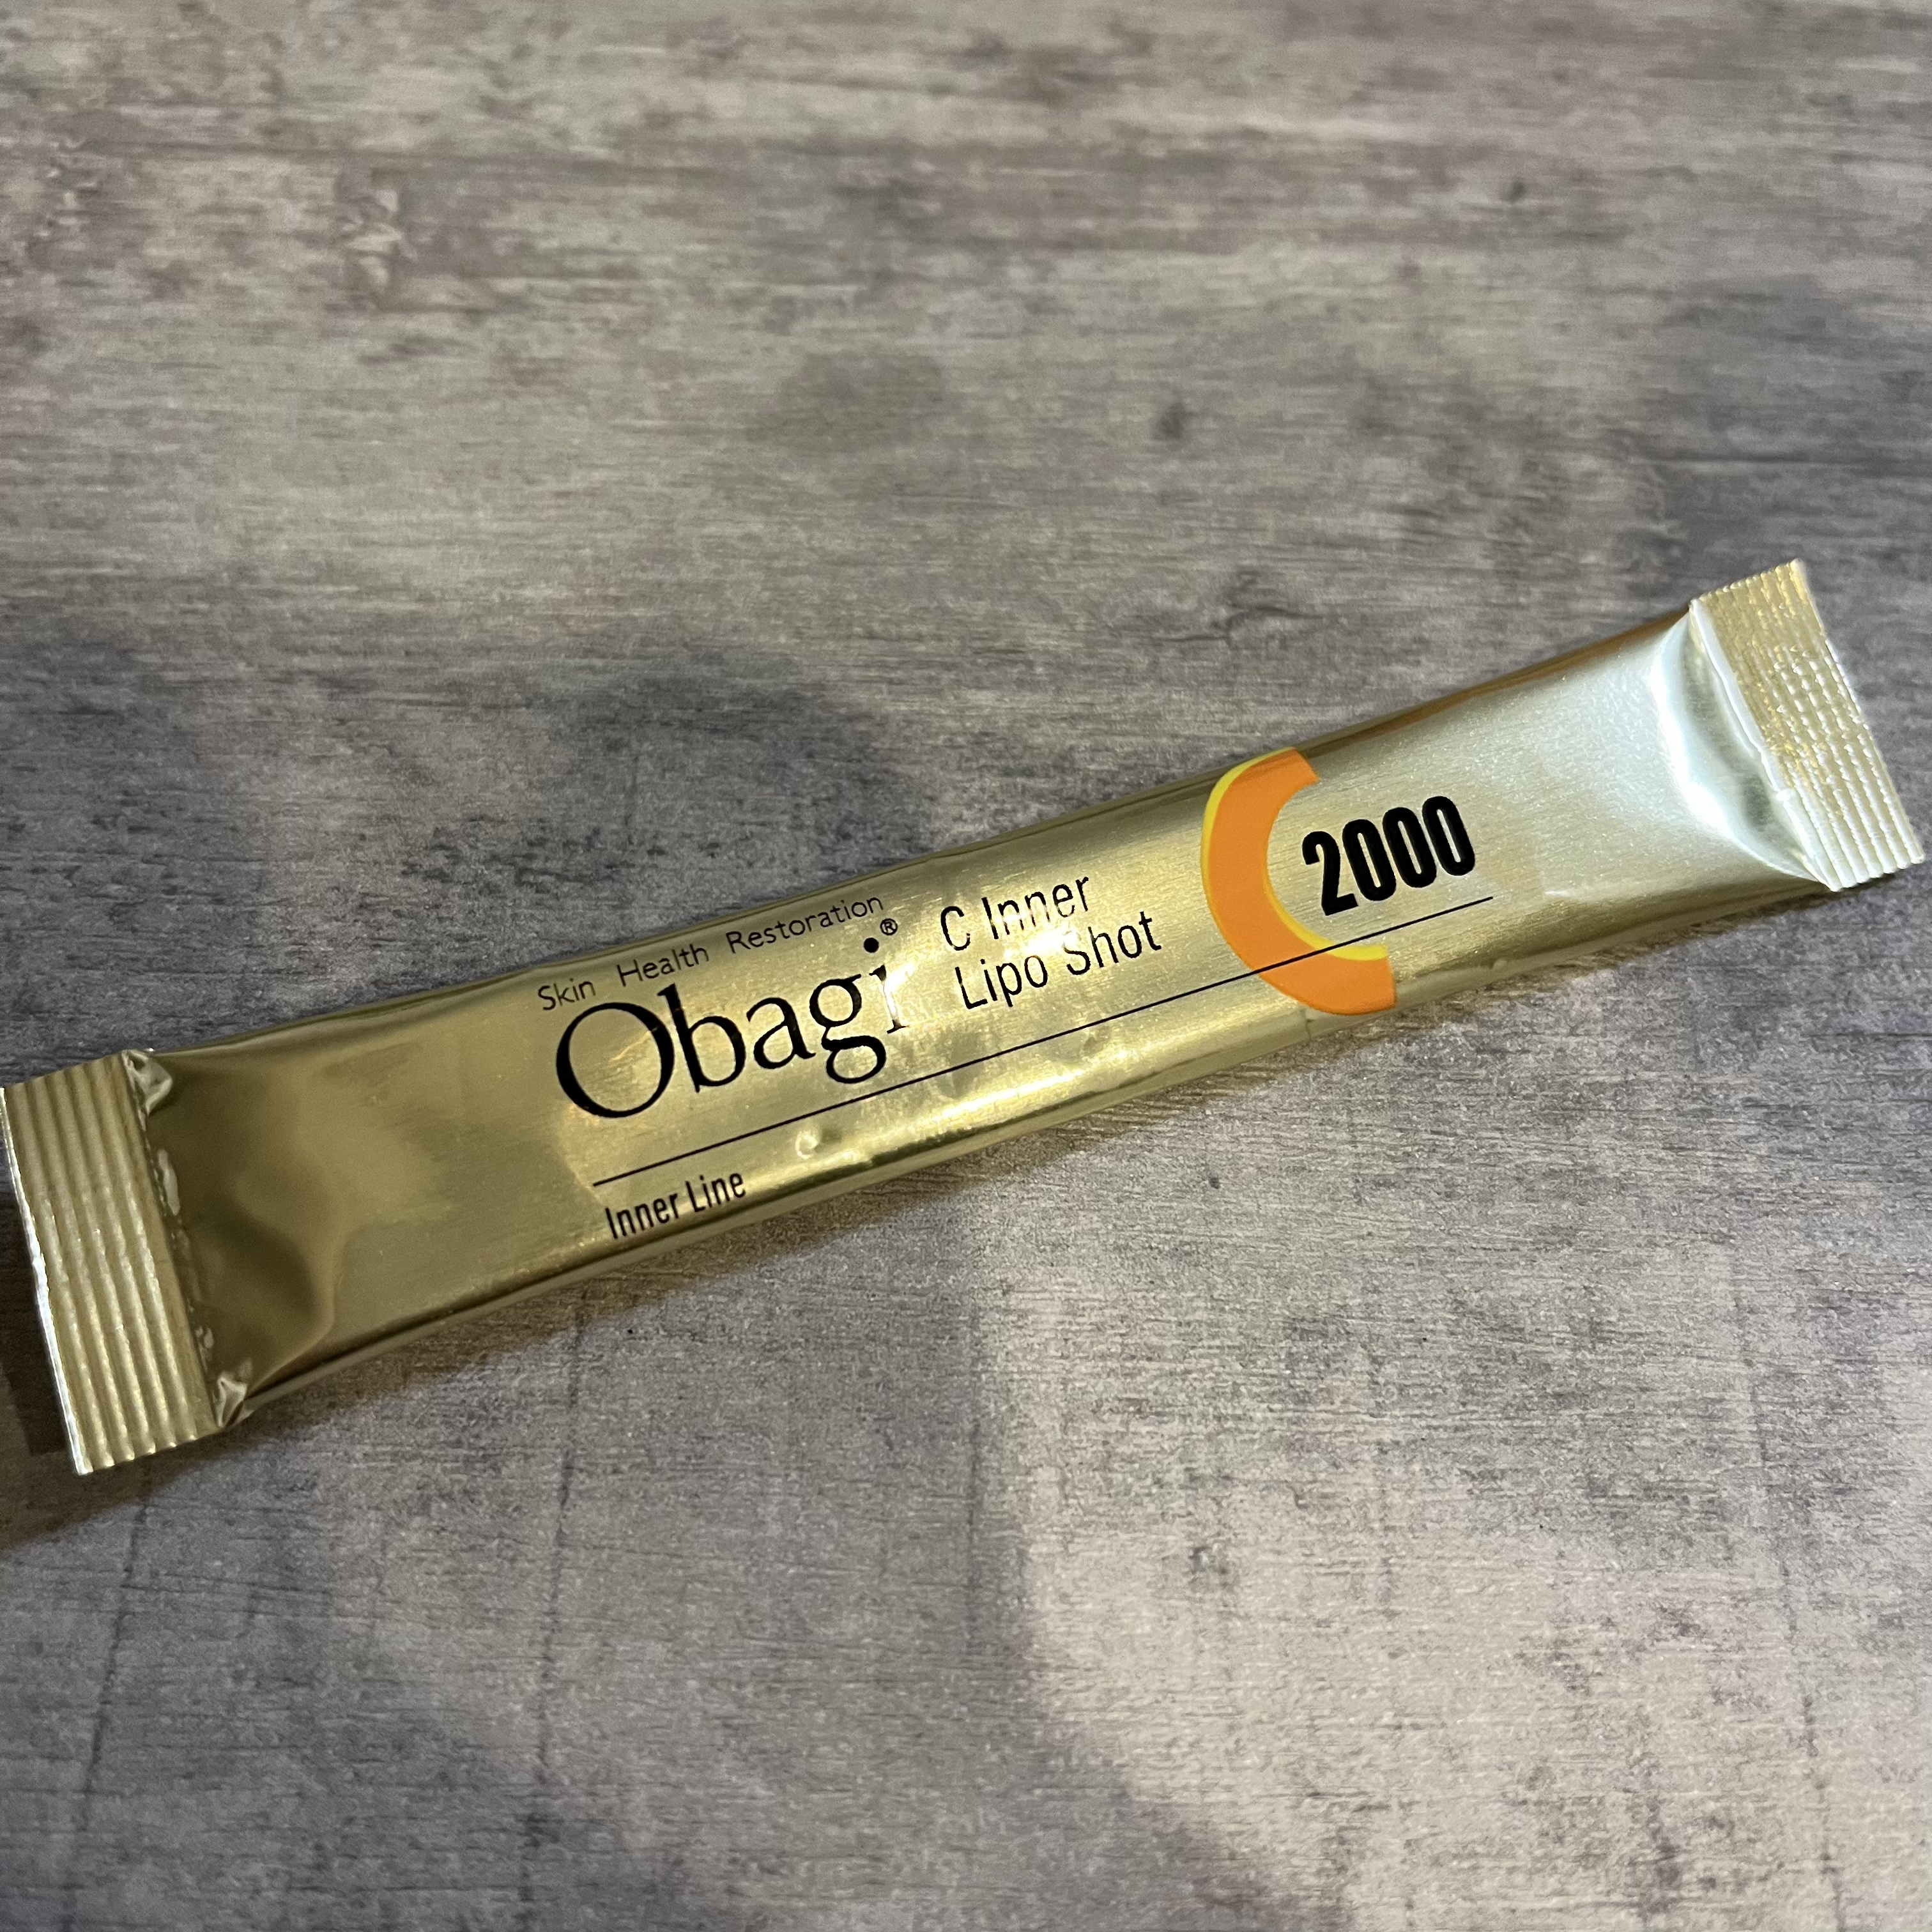 Skin Health Restoration
Obagi®
C Inner
Lipo Shot
C 2000
Inner Line